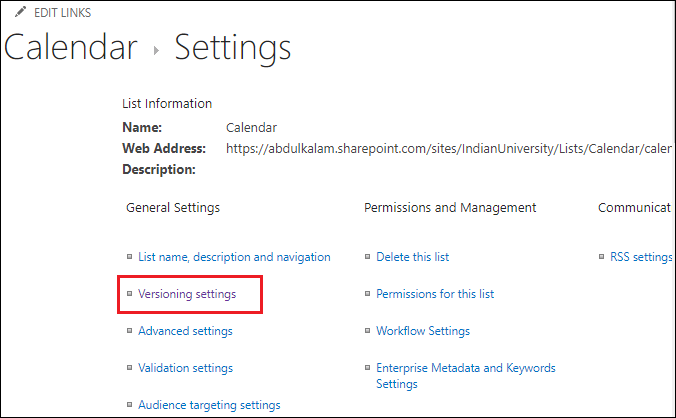 EDIT LINKS
Calendar ▸ Settings
List Information
Name: Calendar
Web Address: https://abdulkalam.sharepoint.com/sites/IndianUniversity/Lists/Calendar/calen
Description:
General Settings Permissions and Management Communicat
List name, description and navigation Delete this list RSS settings
Versioning settings Permissions for this list
Advanced settings Workflow Settings
Validation settings Enterprise Metadata and Keywords
Settings
Audience targeting settings